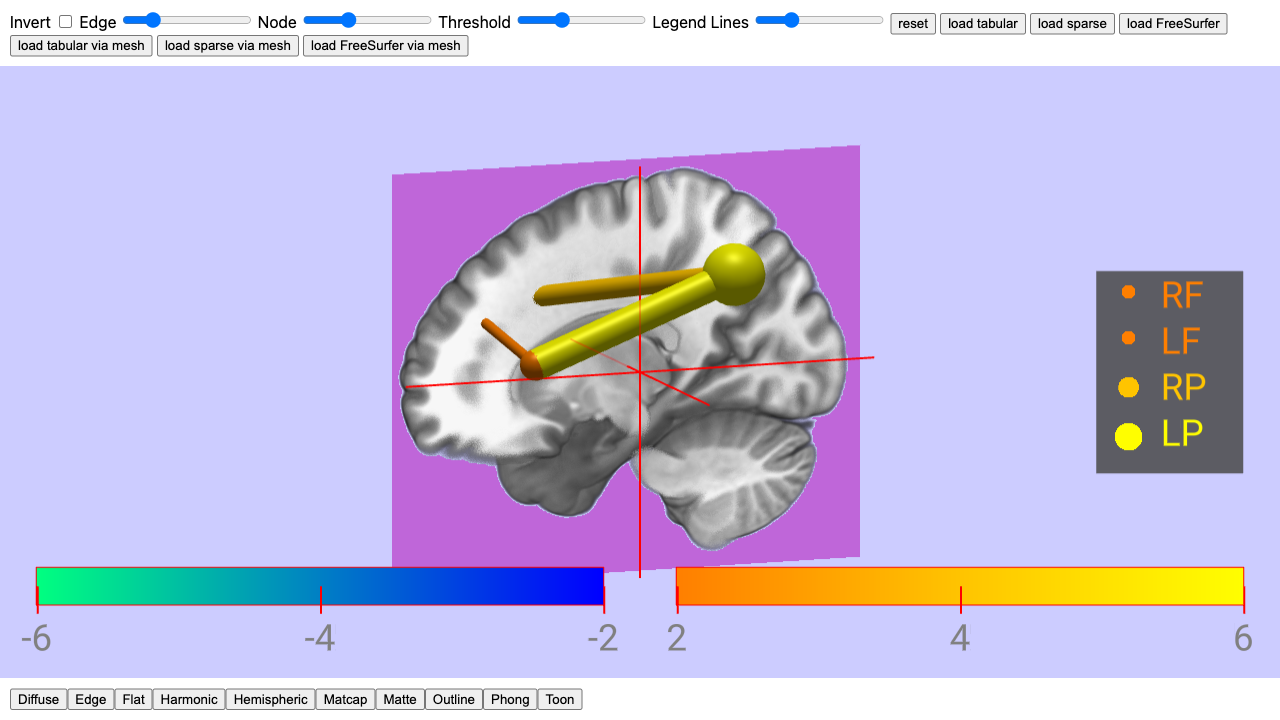 Invert Edge Node Threshold Legend Lines reset load tabular load sparse load FreeSurfer
load tabular via mesh load sparse via mesh load FreeSurfer via mesh
RF
LF
RP
LP
-6 -4 -2 2 4 6
Diffuse Edge Flat Harmonic Hemispheric Matcap Matte Outline Phong Toon